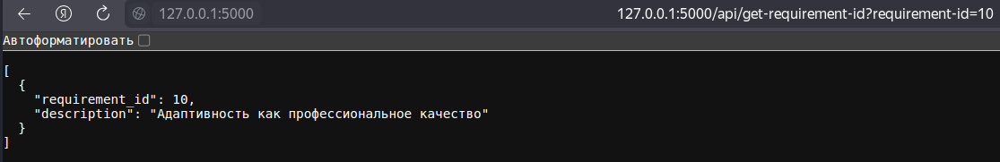 Я 127.0.0.1:5000 127.0.0.1:5000/api/get-requirement-id?requirement-id=10
Автоформатировать
[
  {
    "requirement_id": 10,
    "description": "Адаптивность как профессиональное качество"
  }
]